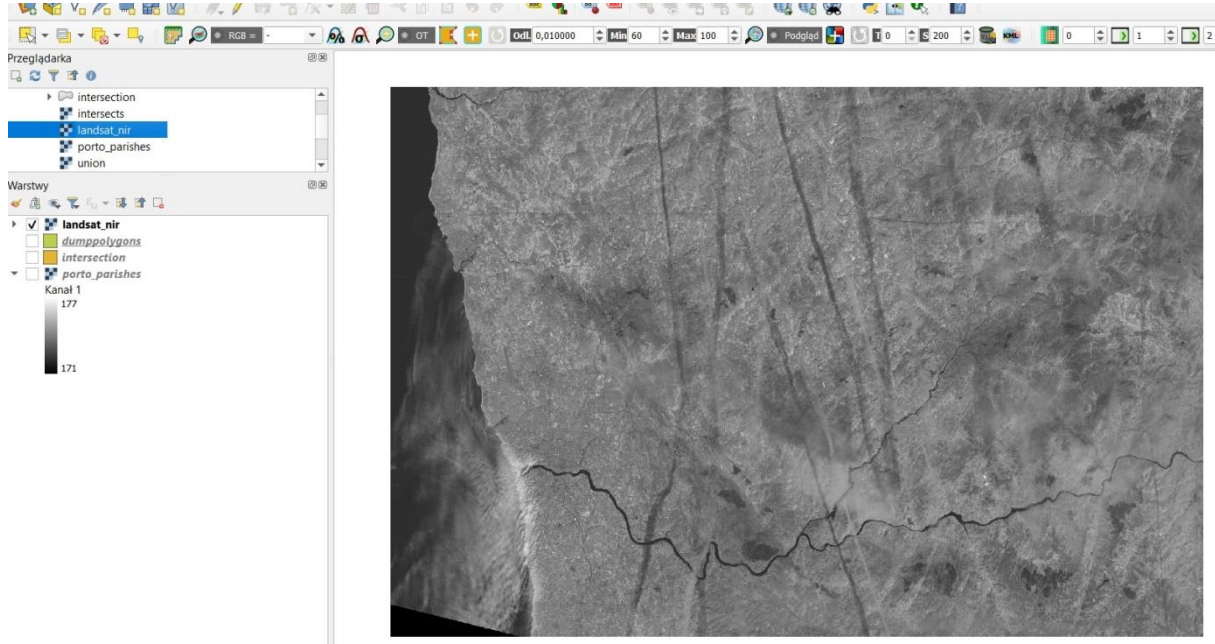 RGB = -
OT
Odl. 0,010000 Min 60 Max 100
Podgląd
T 0 S 200
KML
0 1 2
Przeglądarka
intersection
intersects
landsat_nir
porto_parishes
union
Warstwy
landsat_nir
dumppolygons
intersection
porto_parishes
Kanał 1
177
171